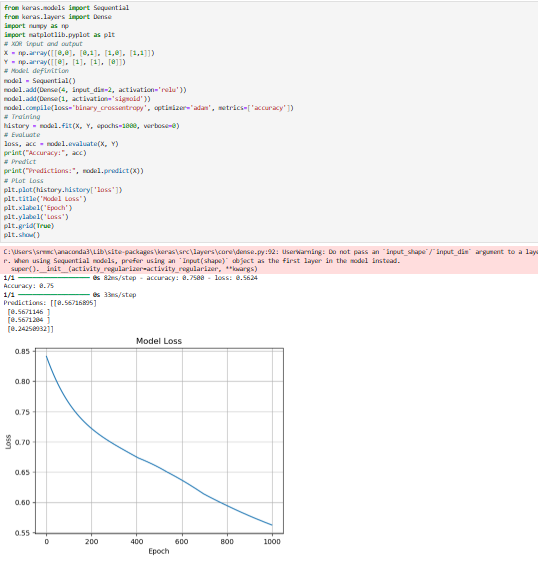 from keras.models import Sequential
from keras.layers import Dense
import numpy as np
import matplotlib.pyplot as plt
# XOR input and output
X = np.array([[0,0], [0,1], [1,0], [1,1]])
Y = np.array([[0], [1], [1], [0]])
# Model definition
model = Sequential()
model.add(Dense(4, input_dim=2, activation='relu'))
model.add(Dense(1, activation='sigmoid'))
model.compile(loss='binary_crossentropy', optimizer='adam', metrics=['accuracy'])
# Training
history = model.fit(X, Y, epochs=1000, verbose=0)
# Evaluate
loss, acc = model.evaluate(X, Y)
print("Accuracy:", acc)
# Predict
print("Predictions:", model.predict(X))
# Plot Loss
plt.plot(history.history['loss'])
plt.title('Model Loss')
plt.xlabel('Epoch')
plt.ylabel('Loss')
plt.grid(True)
plt.show()
C:\Users\srmmc\anaconda3\Lib\site-packages\keras\src\layers\core\dense.py:92: UserWarning: Do not pass an `input_shape`/`input_dim` argument to a laye
r. When using Sequential models, prefer using an `Input(shape)` object as the first layer in the model instead.
super().__init__(activity_regularizer=activity_regularizer, **kwargs)
1/1 0s 82ms/step - accuracy: 0.7500 - loss: 0.5624
Accuracy: 0.75
1/1 0s 33ms/step
Predictions: [[0.56716895]
[0.5671146 ]
[0.5671204 ]
[0.24250932]]
Model Loss
0.85
0.80
0.75
0.70
0.65
0.60
0.55
Loss
0 200 400 600 800 1000
Epoch